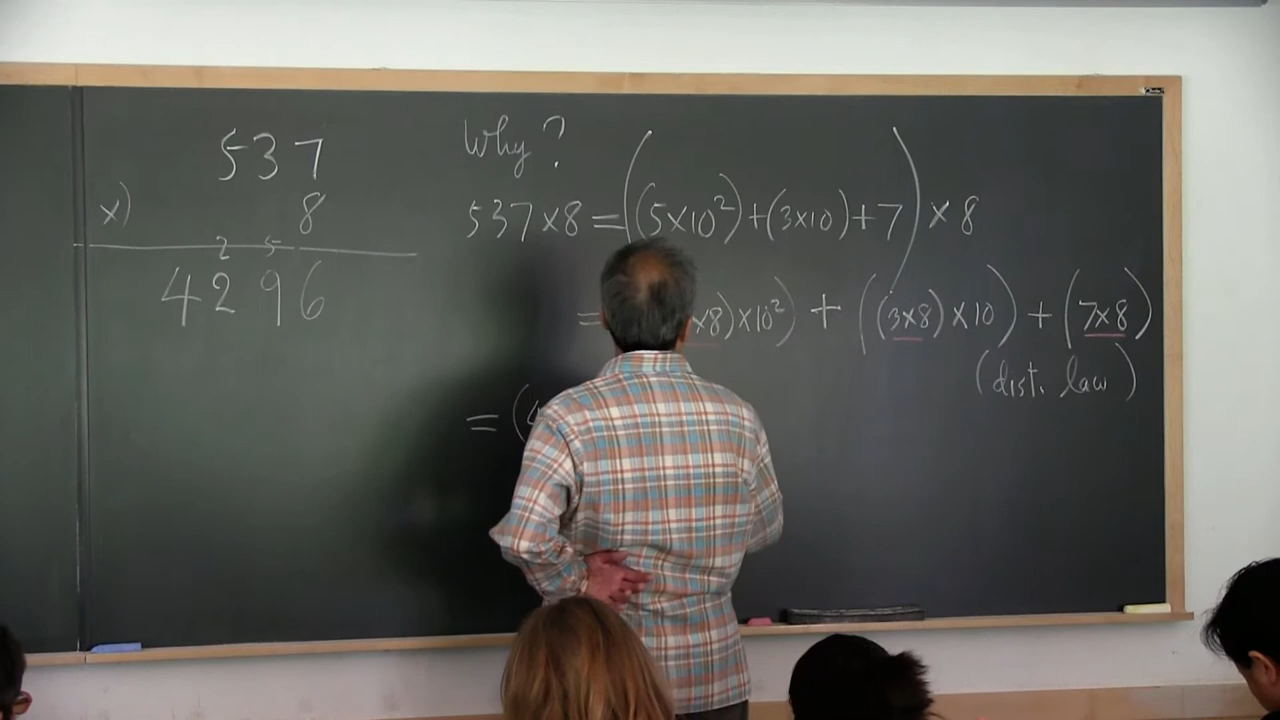 537
x) 8
2 5
4296
Why?
537×8=((5×10²)+(3×10)+7)×8
= ×8)×10²) + ((3×8)×10) + (7×8)
(dist. law)
= (4